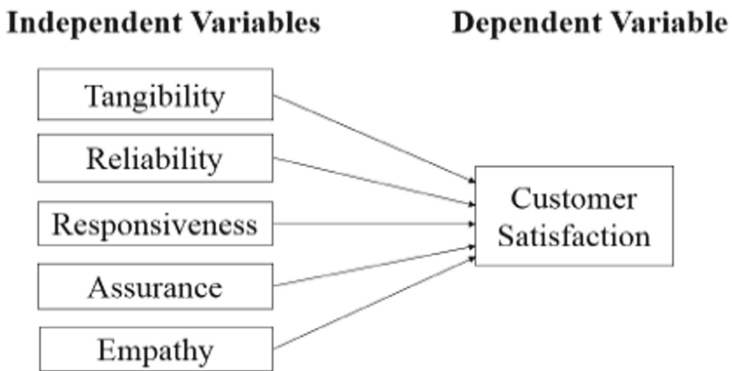 Independent Variables
Dependent Variable
Tangibility
Reliability
Responsiveness
Assurance
Empathy
Customer
Satisfaction